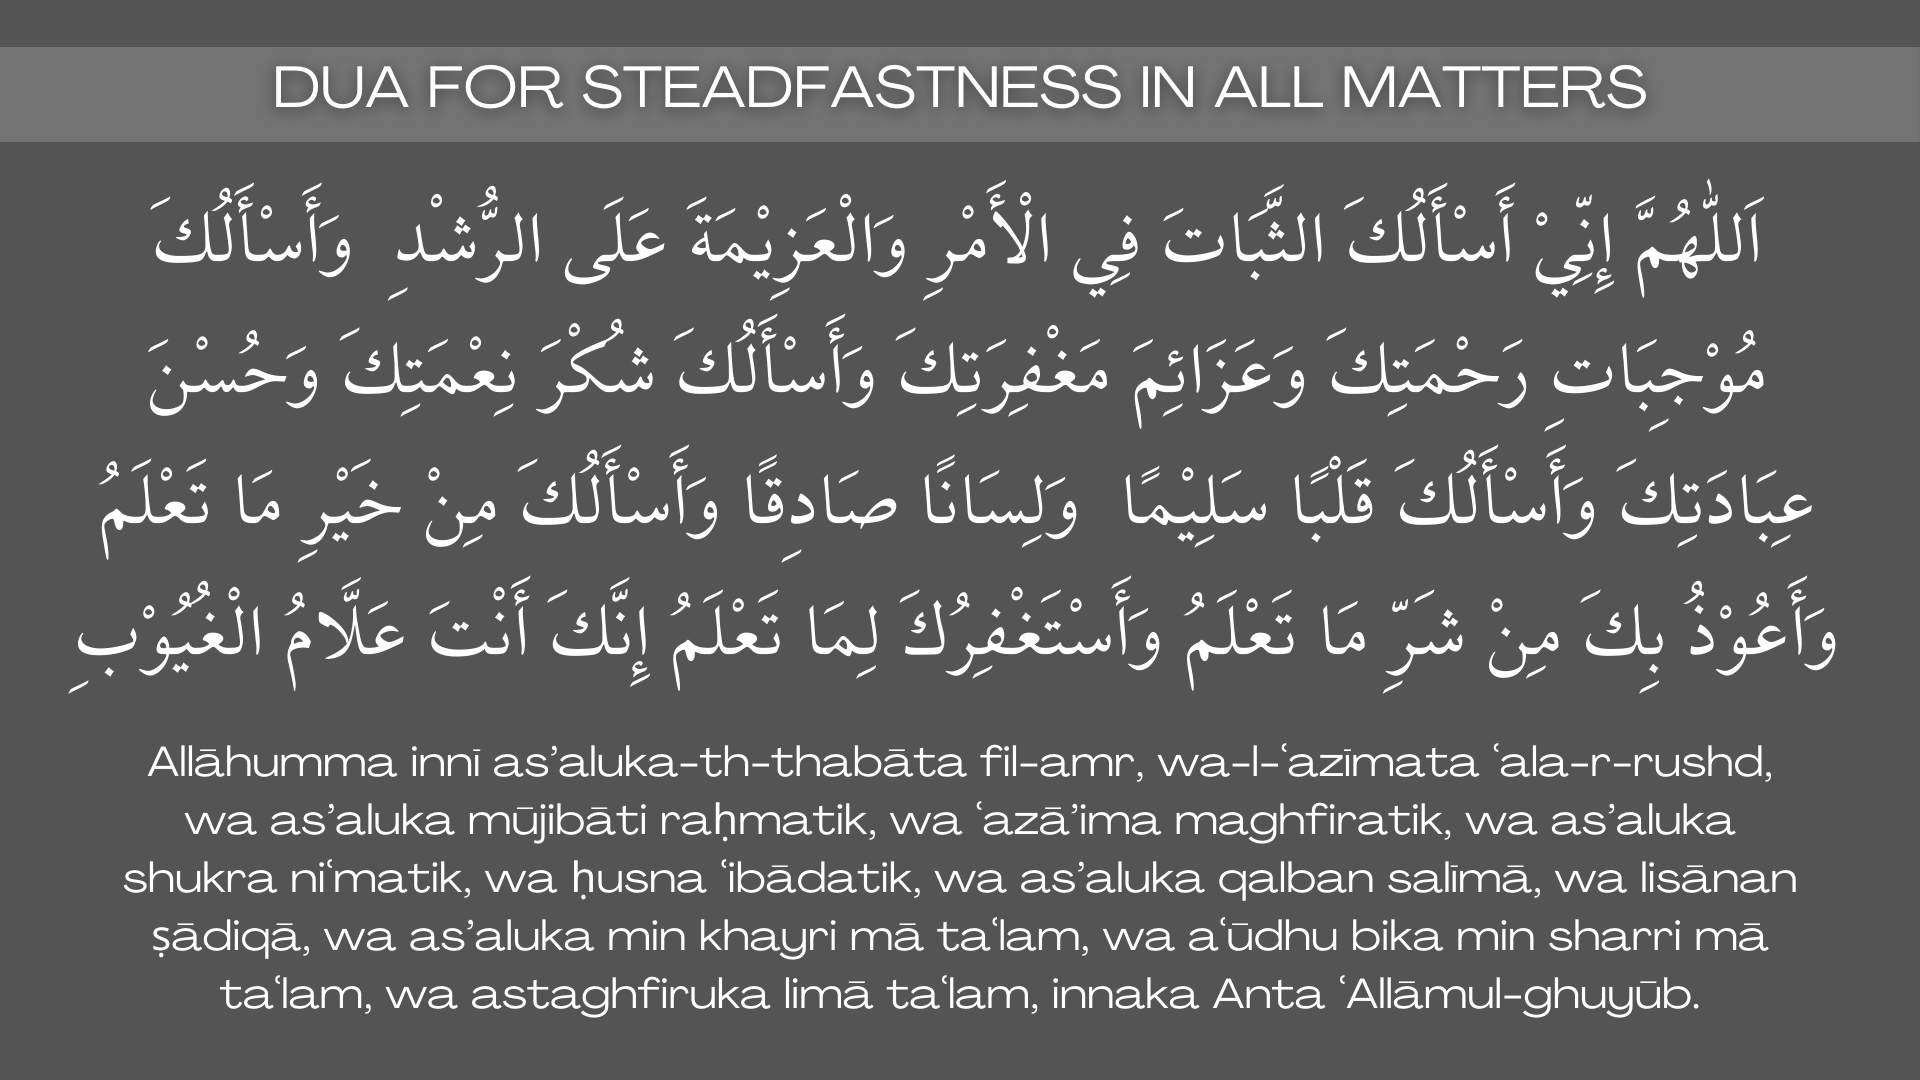 DUA FOR STEADFASTNESS IN ALL MATTERS
اَللّٰهُمَّ إِنِّيْ أَسْأَلُكَ الثَّبَاتَ فِي الْأَمْرِ وَالْعَزِيْمَةَ عَلَى الرُّشْدِ وَأَسْأَلُكَ
مُوْجِبَاتِ رَحْمَتِكَ وَعَزَائِمَ مَغْفِرَتِكَ وَأَسْأَلُكَ شُكْرَ نِعْمَتِكَ وَحُسْنَ
عِبَادَتِكَ وَأَسْأَلُكَ قَلْبًا سَلِيْمًا وَلِسَانًا صَادِقًا وَأَسْأَلُكَ مِنْ خَيْرِ مَا تَعْلَمُ
وَأَعُوْذُ بِكَ مِنْ شَرِّ مَا تَعْلَمُ وَأَسْتَغْفِرُكَ لِمَا تَعْلَمُ إِنَّكَ أَنْتَ عَلَّامُ الْغُيُوْبِ
Allāhumma innī as’aluka-th-thabāta fil-amr, wa-l-ʿazīmata ʿala-r-rushd,
wa as’aluka mūjibāti raḥmatik, wa ʿazā’ima maghfiratik, wa as’aluka
shukra niʿmatik, wa ḥusna ʿibādatik, wa as’aluka qalban salīmā, wa lisānan
ṣādiqā, wa as’aluka min khayri mā taʿlam, wa aʿūdhu bika min sharri mā
taʿlam, wa astaghfiruka limā taʿlam, innaka Anta ʿAllāmul-ghuyūb.